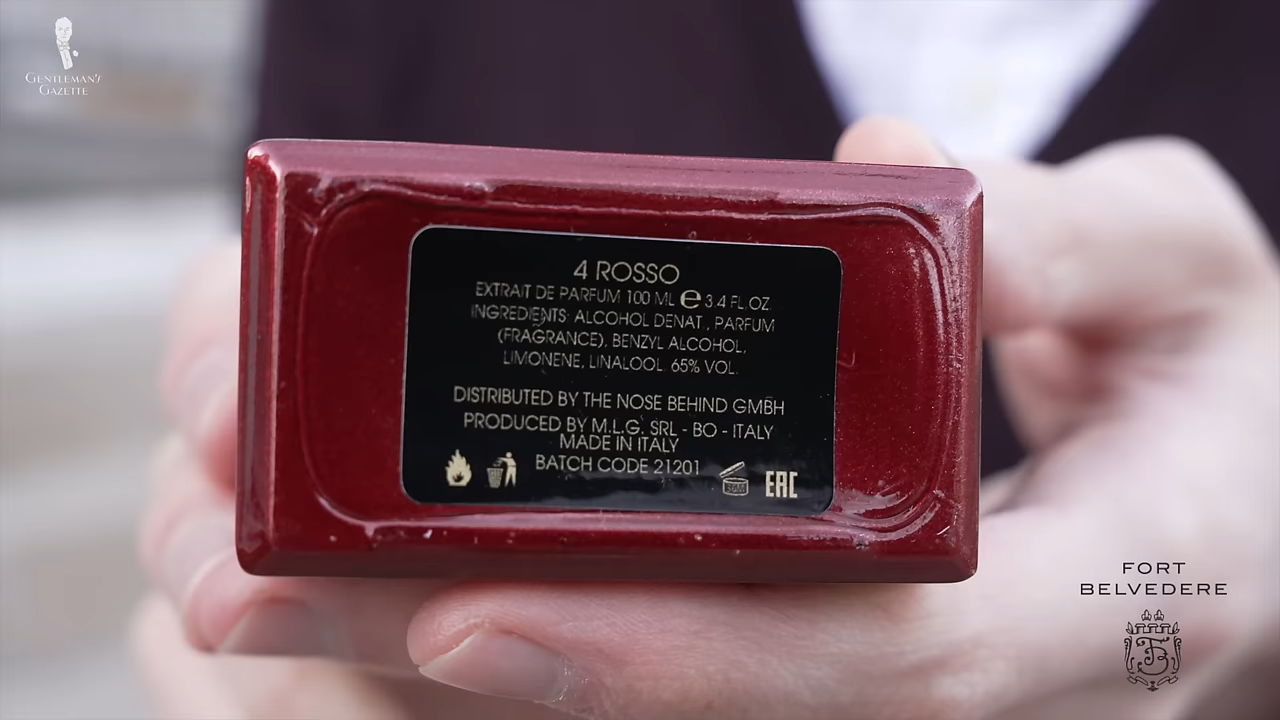 GENTLEMAN'S
GAZETTE
4 ROSSO
EXTRAIT DE PARFUM 100 ML ℮ 3.4 FL.OZ.
INGREDIENTS: ALCOHOL DENAT., PARFUM
(FRAGRANCE), BENZYL ALCOHOL,
LIMONENE, LINALOOL. 65% VOL.
DISTRIBUTED BY THE NOSE BEHIND GMBH
PRODUCED BY M.L.G. SRL - BO - ITALY
MADE IN ITALY
BATCH CODE 21201
EAC
FORT
BELVEDERE